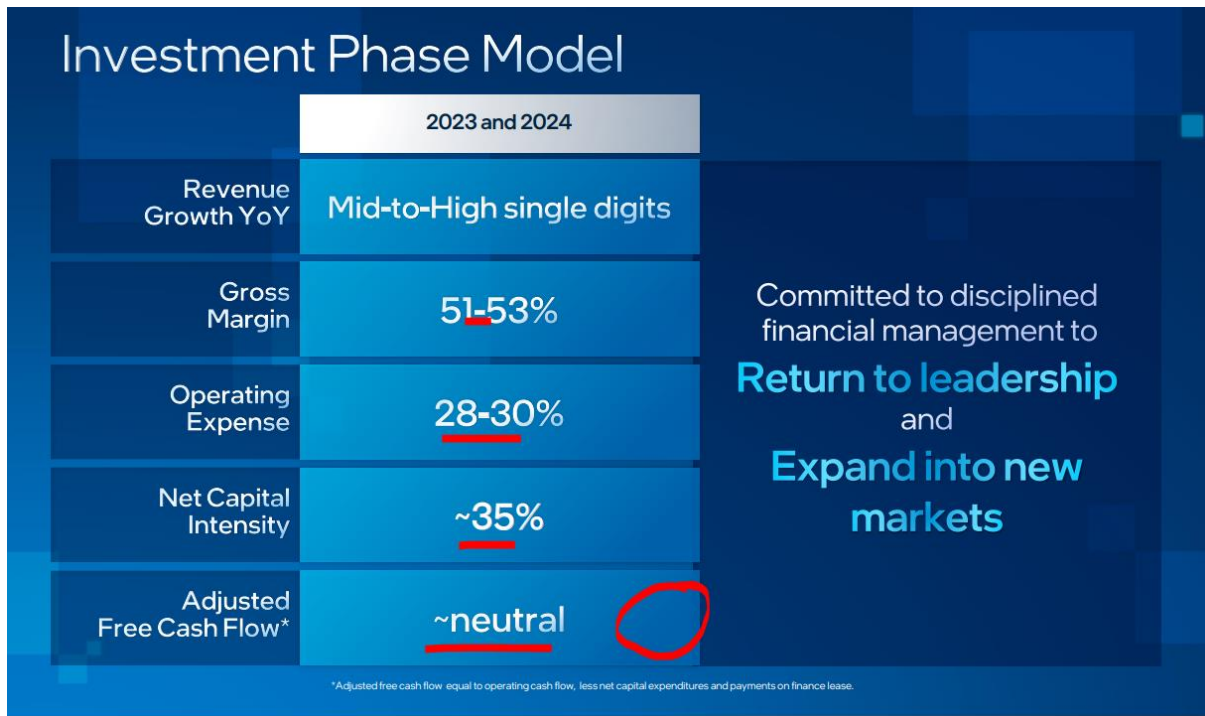 Investment Phase Model
2023 and 2024
Revenue
Growth YoY
Mid-to-High single digits
Gross
Margin
51-53%
Operating
Expense
28-30%
Net Capital
Intensity
~35%
Adjusted
Free Cash Flow*
~neutral
Committed to disciplined
financial management to
Return to leadership
and
Expand into new
markets
*Adjusted free cash flow equal to operating cash flow, less net capital expenditures and payments on finance lease.